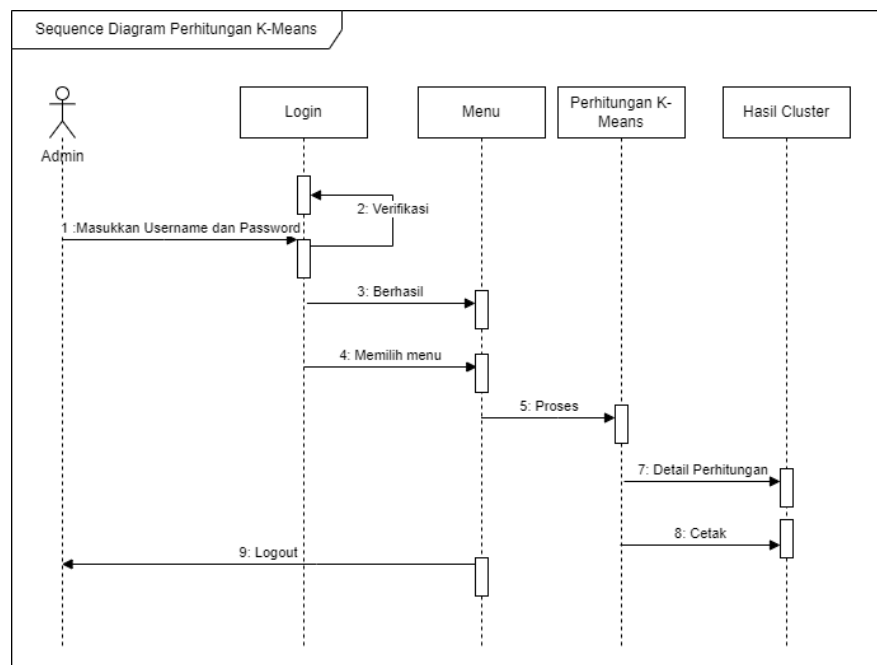 Sequence Diagram Perhitungan K-Means
Admin
Login
Menu
Perhitungan K-
Means
Hasil Cluster
2: Verifikasi
1 :Masukkan Username dan Password
3: Berhasil
4: Memilih menu
5: Proses
7: Detail Perhitungan
8: Cetak
9: Logout